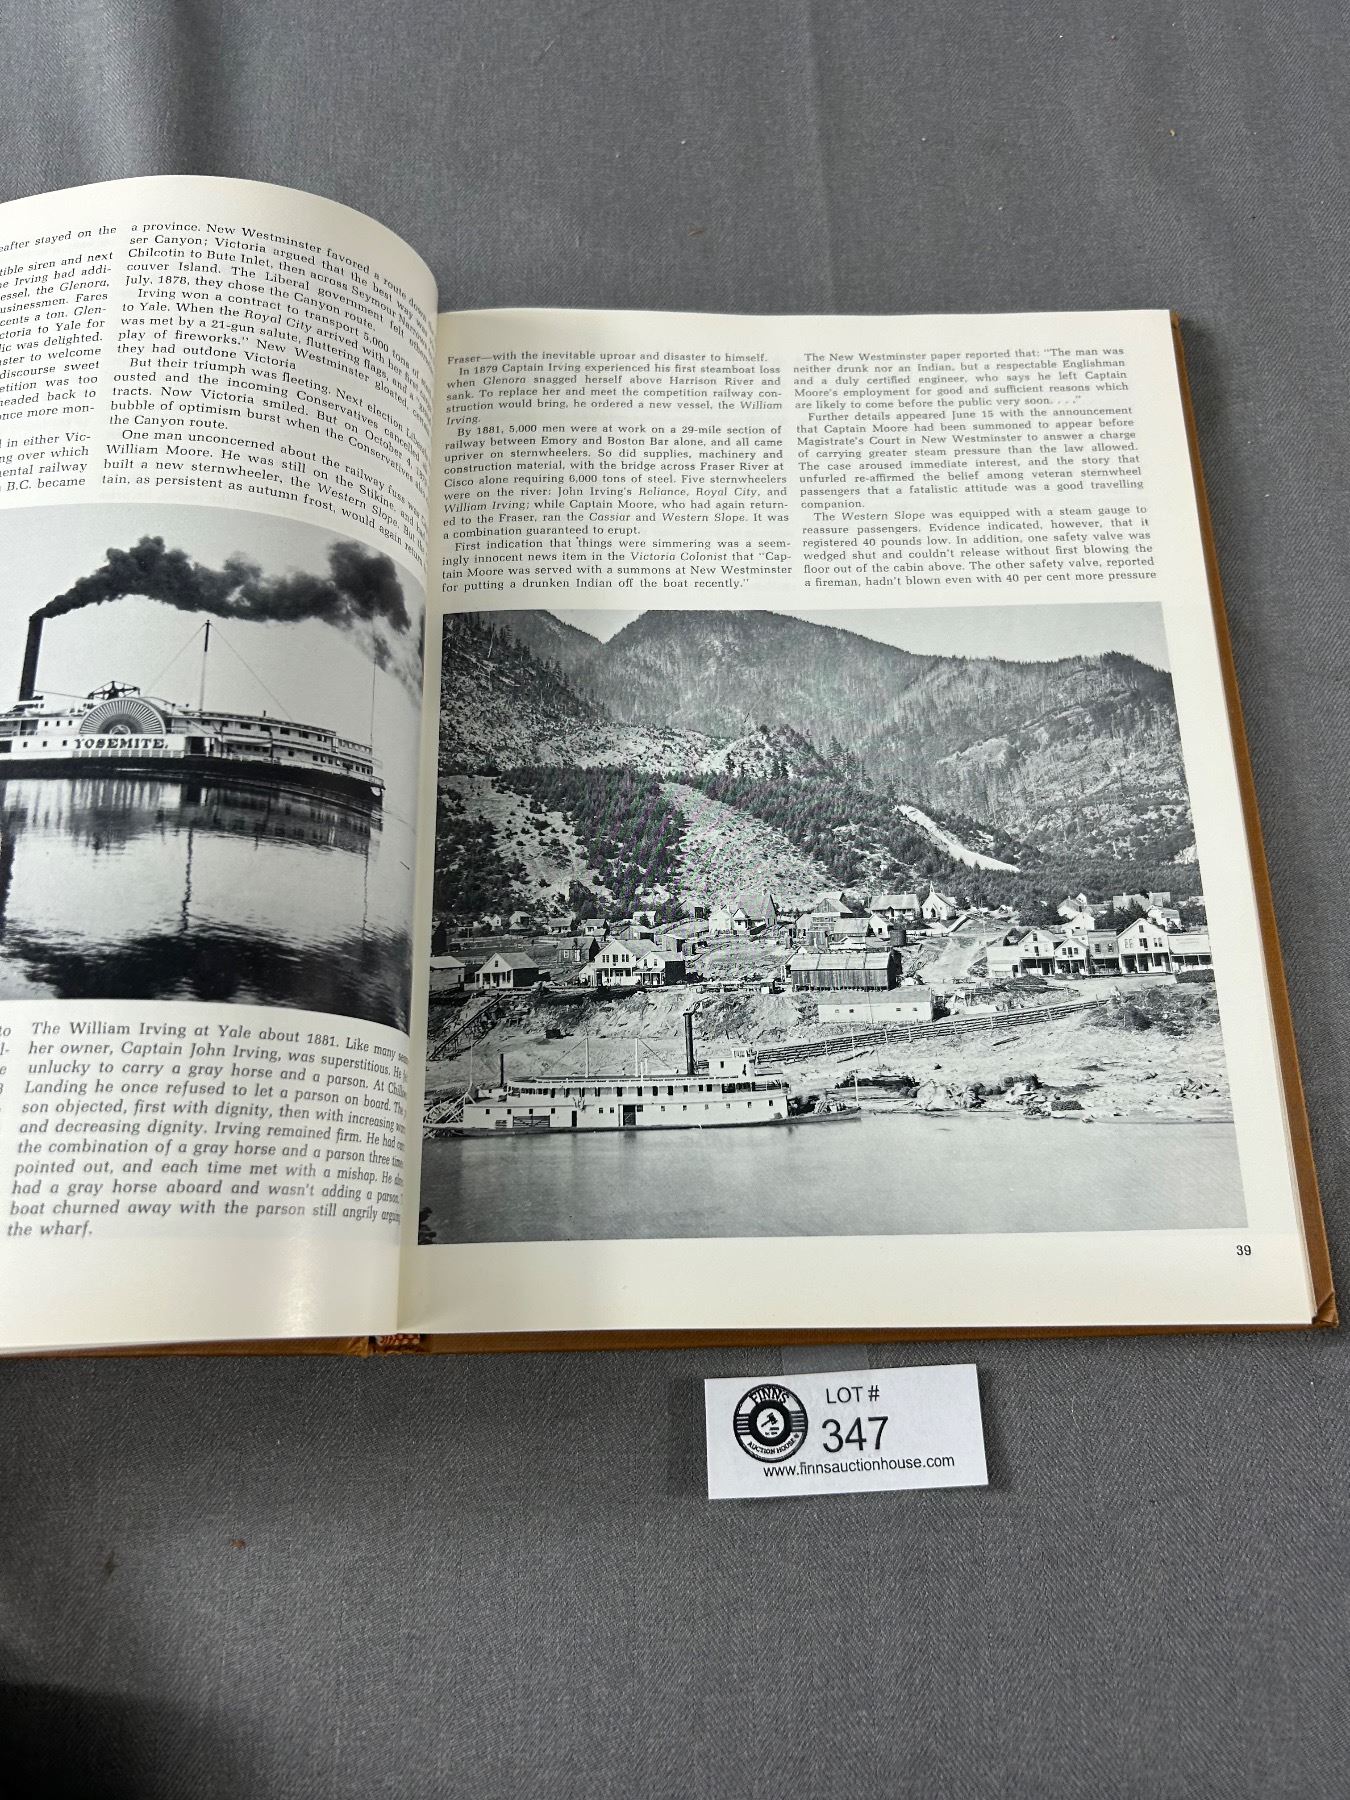 eafter stayed on the
tible siren and next
e Irving had addi-
essel, the Glenora,
usinessmen. Fares
cents a ton. Glen-
ctoria to Yale for
lic was delighted.
aster to welcome
discourse sweet
etition was too
headed back to
once more mon-
d in either Vic-
ng over which
ental railway
B.C. became
a province. New Westminster favored a route down the
ser Canyon; Victoria argued that the best way was
Chilcotin to Bute Inlet, then across Seymour Narrows
couver Island. The Liberal government felt
July, 1878, they chose the Canyon route.
Irving won a contract to transport 5,000 tons of
to Yale. When the Royal City arrived with her first
was met by a 21-gun salute, fluttering flags, and a
play of fireworks." New Westminster gloated,
they had outdone Victoria
But their triumph was fleeting. Next election
ousted and the incoming Conservatives cancelled
tracts. Now Victoria smiled. But on October 4,
bubble of optimism burst when the Conservatives
the Canyon route.
One man unconcerned about the railway fuss was
William Moore. He was still on the Stikine, and
built a new sternwheeler, the Western Slope. But the
tain, as persistent as autumn frost, would again return
YOSEMITE.
The William Irving at Yale about 1881. Like many
her owner, Captain John Irving, was superstitious. He
unlucky to carry a gray horse and a parson. At
Landing he once refused to let a parson on board. The
son objected, first with dignity, then with increasing
and decreasing dignity. Irving remained firm. He had
the combination of a gray horse and a parson three times
pointed out, and each time met with a mishap. He
had a gray horse aboard and wasn't adding a parson.
boat churned away with the parson still angrily
the wharf.
Fraser—with the inevitable uproar and disaster to himself.
In 1879 Captain Irving experienced his first steamboat loss
when Glenora snagged herself above Harrison River and
sank. To replace her and meet the competition railway con-
struction would bring, he ordered a new vessel, the William
Irving.
By 1881, 5,000 men were at work on a 29-mile section of
railway between Emory and Boston Bar alone, and all came
upriver on sternwheelers. So did supplies, machinery and
construction material, with the bridge across Fraser River at
Cisco alone requiring 6,000 tons of steel. Five sternwheelers
were on the river; John Irving's Reliance, Royal City, and
William Irving; while Captain Moore, who had again return-
ed to the Fraser, ran the Cassiar and Western Slope. It was
a combination guaranteed to erupt.
First indication that things were simmering was a seem-
ingly innocent news item in the Victoria Colonist that "Cap-
tain Moore was served with a summons at New Westminster
for putting a drunken Indian off the boat recently."
The New Westminster paper reported that: "The man was
neither drunk nor an Indian, but a respectable Englishman
and a duly certified engineer, who says he left Captain
Moore's employment for good and sufficient reasons which
are likely to come before the public very soon. . . ."
Further details appeared June 15 with the announcement
that Captain Moore had been summoned to appear before
Magistrate's Court in New Westminster to answer a charge
of carrying greater steam pressure than the law allowed.
The case aroused immediate interest, and the story that
unfurled re-affirmed the belief among veteran sternwheel
passengers that a fatalistic attitude was a good travelling
companion.
The Western Slope was equipped with a steam gauge to
reassure passengers. Evidence indicated, however, that it
registered 40 pounds low. In addition, one safety valve was
wedged shut and couldn't release without first blowing the
floor out of the cabin above. The other safety valve, reported
a fireman, hadn't blown even with 40 per cent more pressure
39
FINNS
AUCTION HOUSE
LOT #
347
www.finnsauctionhouse.com